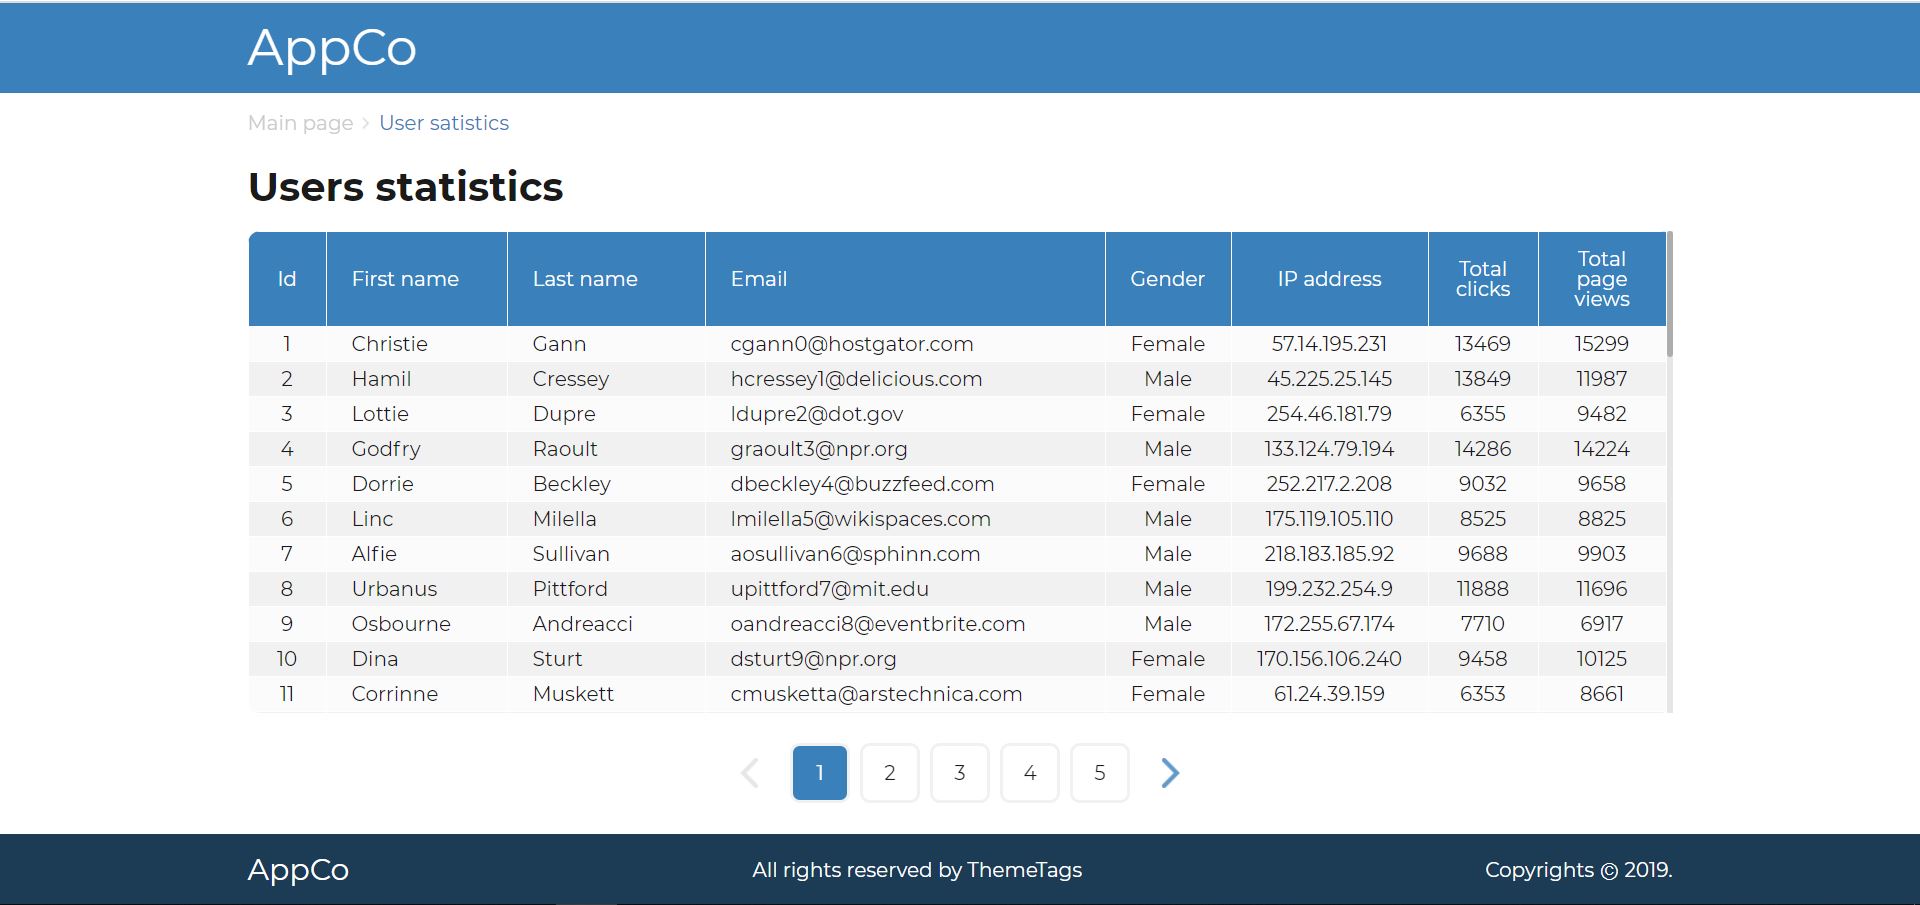 AppCo
Main page > User satistics
Users statistics
Id First name Last name Email Gender IP address Total clicks Total page views
1 Christie Gann cgann0@hostgator.com Female 57.14.195.231 13469 15299
2 Hamil Cressey hcressey1@delicious.com Male 45.225.25.145 13849 11987
3 Lottie Dupre ldupre2@dot.gov Female 254.46.181.79 6355 9482
4 Godfry Raoult graoult3@npr.org Male 133.124.79.194 14286 14224
5 Dorrie Beckley dbeckley4@buzzfeed.com Female 252.217.2.208 9032 9658
6 Linc Milella lmilella5@wikispaces.com Male 175.119.105.110 8525 8825
7 Alfie Sullivan aosullivan6@sphinn.com Male 218.183.185.92 9688 9903
8 Urbanus Pittford upittford7@mit.edu Male 199.232.254.9 11888 11696
9 Osbourne Andreacci oandreacci8@eventbrite.com Male 172.255.67.174 7710 6917
10 Dina Sturt dsturt9@npr.org Female 170.156.106.240 9458 10125
11 Corrinne Muskett cmusketta@arstechnica.com Female 61.24.39.159 6353 8661
1 2 3 4 5
AppCo All rights reserved by ThemeTags Copyrights © 2019.